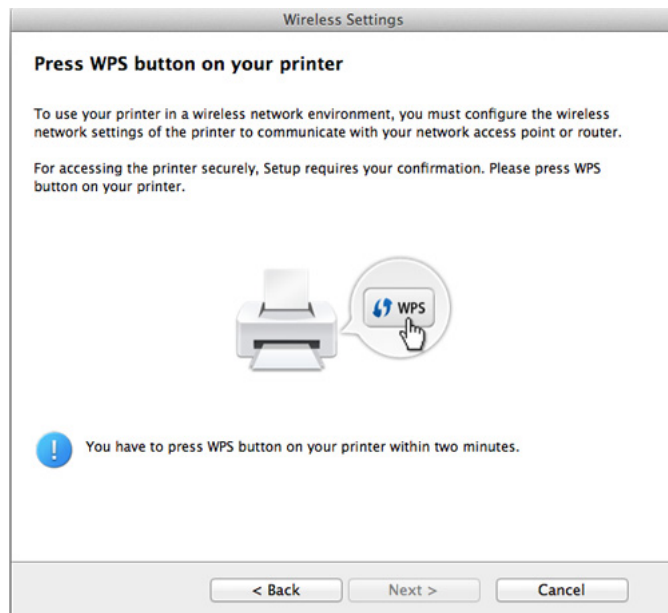 Wireless Settings
Press WPS button on your printer
To use your printer in a wireless network environment, you must configure the wireless
network settings of the printer to communicate with your network access point or router.
For accessing the printer securely, Setup requires your confirmation. Please press WPS
button on your printer.
WPS
! You have to press WPS button on your printer within two minutes.
< Back Next > Cancel